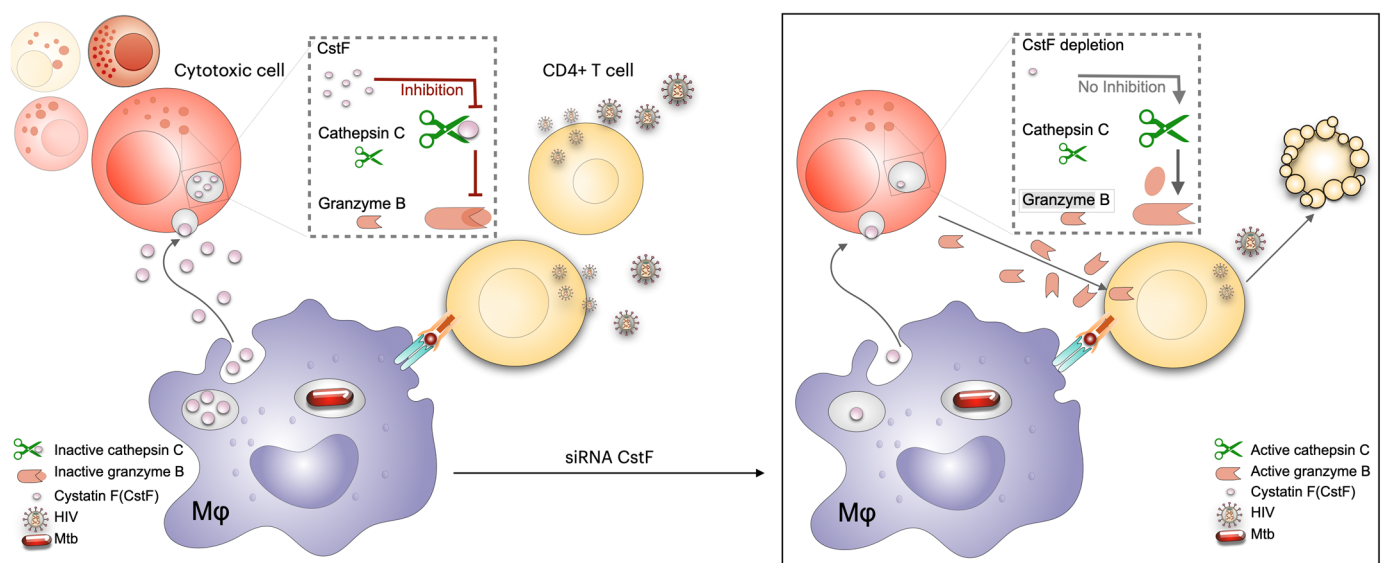 Cytotoxic cell
CstF
Inhibition
Cathepsin C
Granzyme B
CD4+ T cell
Mφ
Inactive cathepsin C
Inactive granzyme B
Cystatin F(CstF)
HIV
Mtb
siRNA CstF
CstF depletion
No Inhibition
Cathepsin C
Granzyme B
Mφ
Active cathepsin C
Active granzyme B
Cystatin F(CstF)
HIV
Mtb